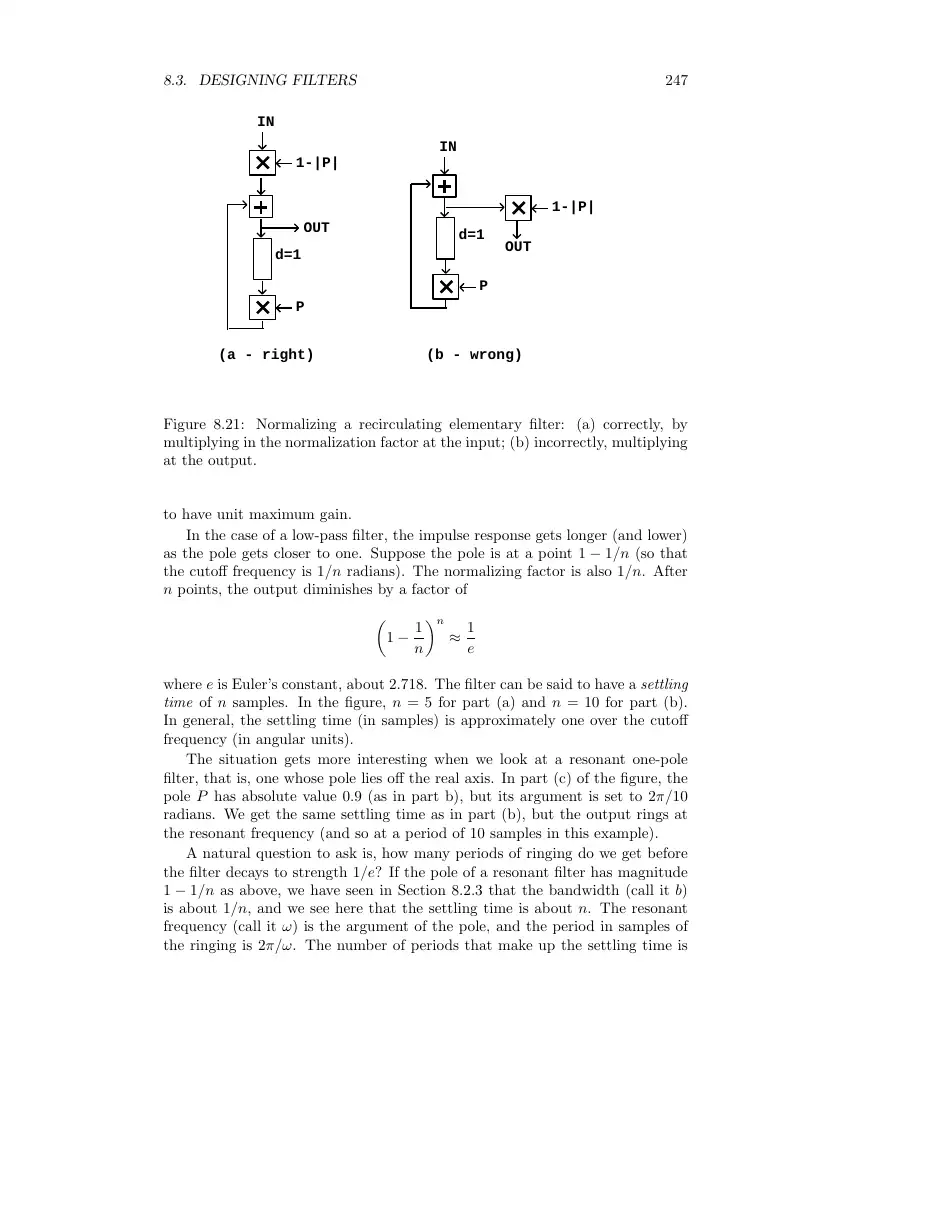 8.3. DESIGNING FILTERS 247
IN
1-|P|
OUT
d=1
P
(a - right)
IN
1-|P|
d=1
OUT
P
(b - wrong)
Figure 8.21: Normalizing a recirculating elementary filter: (a) correctly, by
multiplying in the normalization factor at the input; (b) incorrectly, multiplying
at the output.
to have unit maximum gain.
In the case of a low-pass filter, the impulse response gets longer (and lower)
as the pole gets closer to one. Suppose the pole is at a point 1 − 1/n (so that
the cutoff frequency is 1/n radians). The normalizing factor is also 1/n. After
n points, the output diminishes by a factor of
(1 − 1/n)^n ≈ 1/e
where e is Euler's constant, about 2.718. The filter can be said to have a settling
time of n samples. In the figure, n = 5 for part (a) and n = 10 for part (b).
In general, the settling time (in samples) is approximately one over the cutoff
frequency (in angular units).
The situation gets more interesting when we look at a resonant one-pole
filter, that is, one whose pole lies off the real axis. In part (c) of the figure, the
pole P has absolute value 0.9 (as in part b), but its argument is set to 2π/10
radians. We get the same settling time as in part (b), but the output rings at
the resonant frequency (and so at a period of 10 samples in this example).
A natural question to ask is, how many periods of ringing do we get before
the filter decays to strength 1/e? If the pole of a resonant filter has magnitude
1 − 1/n as above, we have seen in Section 8.2.3 that the bandwidth (call it b)
is about 1/n, and we see here that the settling time is about n. The resonant
frequency (call it ω) is the argument of the pole, and the period in samples of
the ringing is 2π/ω. The number of periods that make up the settling time is